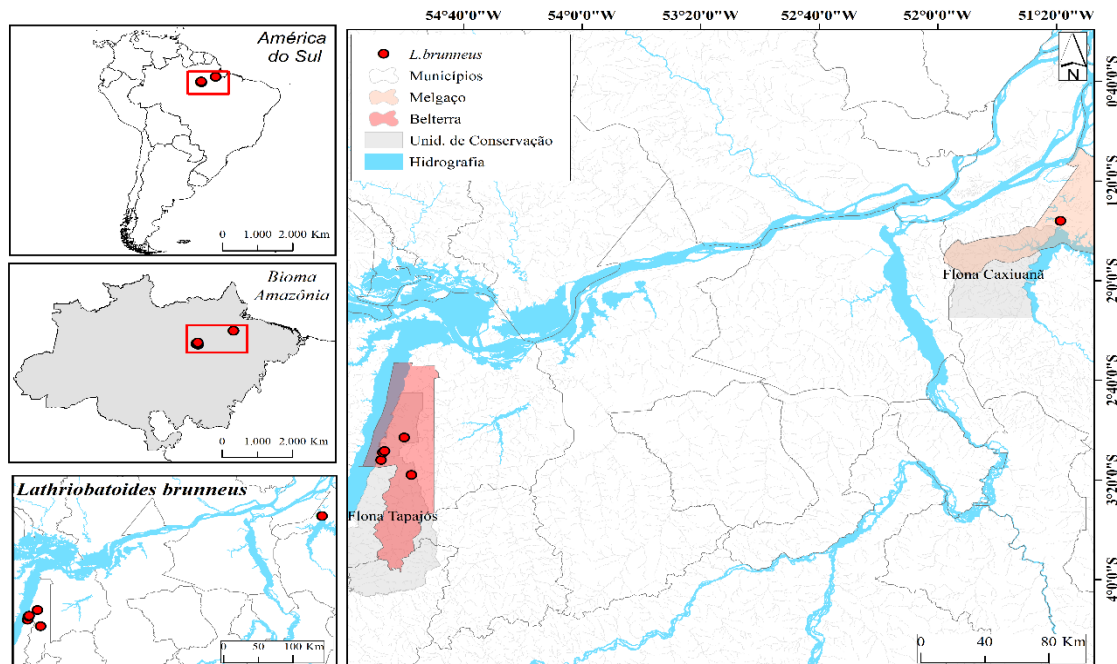 América
do Sul
0 1.000 2.000 Km
Bioma
Amazônia
0 1.000 2.000 Km
Lathriobatoides brunneus
0 50 100 Km
54°40'0"W 54°0'0"W 53°20'0"W 52°40'0"W 52°0'0"W 51°20'0"W
L.brunneus
Municípios
Melgaço
Belterra
Unid. de Conservação
Hidrografia
N
0°40'0"S
1°20'0"S
2°0'0"S
2°40'0"S
3°20'0"S
4°0'0"S
Flona Caxiuanã
Flona Tapajós
0 40 80 Km